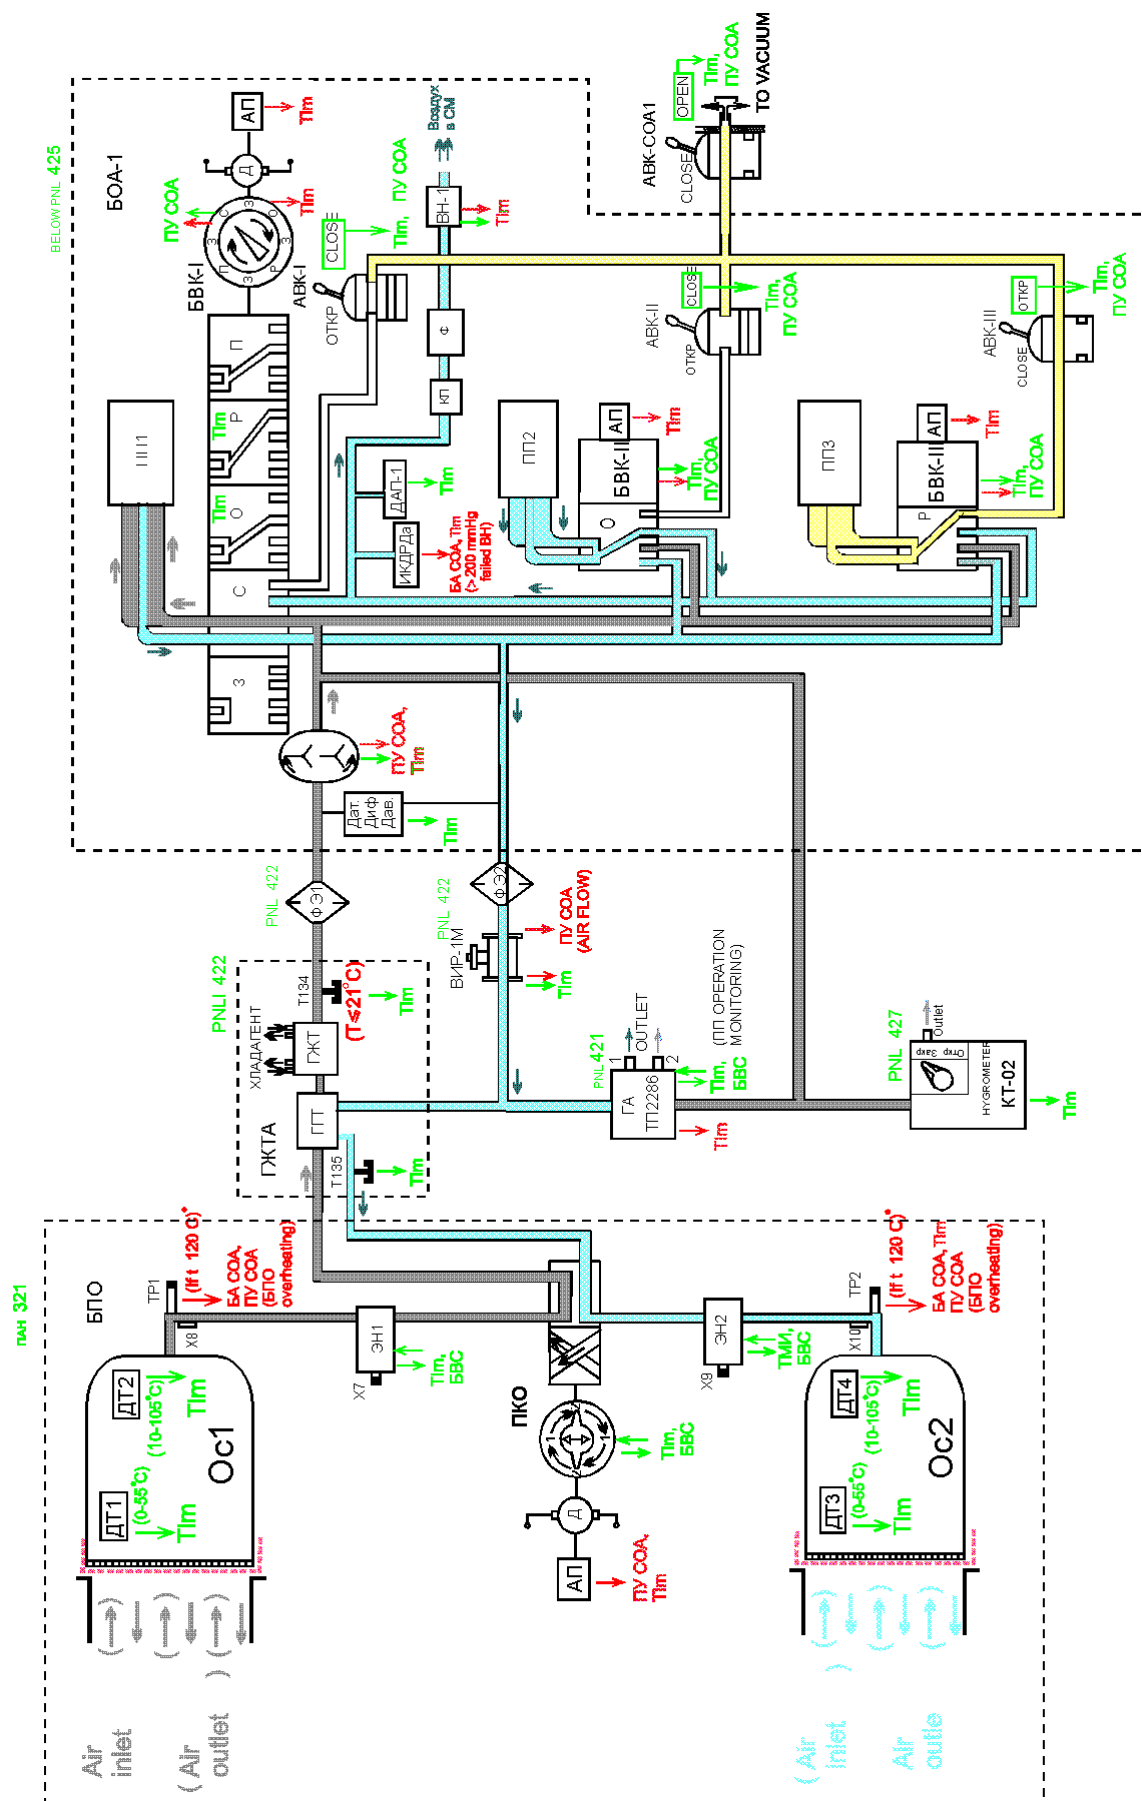 BELOW PNL 425
БОА-1
ПУ СОА
БВК-I
АП
Tlm
Д
С
З
О
З
Р
З
П
З
Tlm
АВК-I
ОТКР
CLOSE
Tlm, ПУ СОА
Воздух
в СМ
ВН-1
Tlm
Ф
КП
АВК-СОА1
CLOSE
OPEN
Tlm,
ПУ СОА
TO VACUUM
АВК-II
ОТКР
CLOSE
Tlm,
ПУ СОА
АВК-III
CLOSE
ОТКР
Tlm,
ПУ СОА
ПП1
П
Р
Tlm
О
Tlm
С
З
ДАП-1
Tlm
ИКДРДа
БА СОА, Tlm
(> 200 mmHg
failed ВН)
ПП2
О
БВК-II
АП
Tlm
Tlm,
ПУ СОА
ПП3
Р
БВК-III
АП
Tlm
Tlm,
ПУ СОА
ПУ СОА,
Tlm
Дат.
Диф
Дав.
Tlm
PNL 422
ФЭ1
PNL 422
ФЭ2
ВИР-1М
ПУ СОА
(AIR FLOW)
Tlm
PNLI 422
ХЛАДАГЕНТ
ГЖТ
Т134
(T⩽21°C)
Tlm
ГЖТА
ГГТ
Т135
Tlm
PNL 421
ГА
ТП2286
1
2
OUTLET
(ПП OPERATION
MONITORING)
Tlm,
БВС
Tlm
PNL 427
Откр Закр
Outlet
HYGROMETER
КТ-02
Tlm
ПАН 321
БПО
ТР1
(If t 120 C)°
БА СОА,
ПУ СОА
(БПО
overheating)
Х8
ЭН1
Х7
Tlm,
БВС
ДТ2
(10-105°C)
Tlm
ДТ1
(0-55°C)
Tlm
Ос1
ПКО
1
2
1
2
Tlm,
БВС
Д
АП
ПУ СОА,
Tlm
ЭН2
Х9
ТМИ,
БВС
ТР2
(If t 120 C)°
БА СОА, Tlm
ПУ СОА
(БПО
overheating)
Х10
ДТ4
(10-105°C)
Tlm
ДТ3
(0-55°C)
Tlm
Ос2
Air
inlet
(Air
outlet)
(Air
inlet)
Air
outle